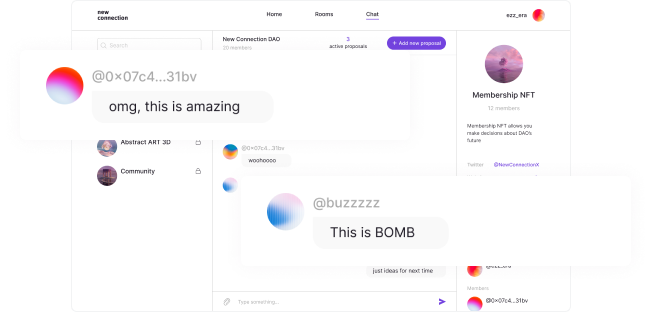 new
connection
Home
Rooms
Chat
ezz_era
Search
New Connection DAO
20 members
3
active proposals
+ Add new proposal
@0×07c4...31bv
omg, this is amazing
Abstract ART 3D
Community
@0×07c4...31bv
woohoooo
@buzzzzz
This is BOMB
just ideas for next time
Type something...
Membership NFT
12 members
Membership NFT allows you
make decisions about DAO's
future
Twitter
@NewConnectionX
Members
@0×07c4...31bv